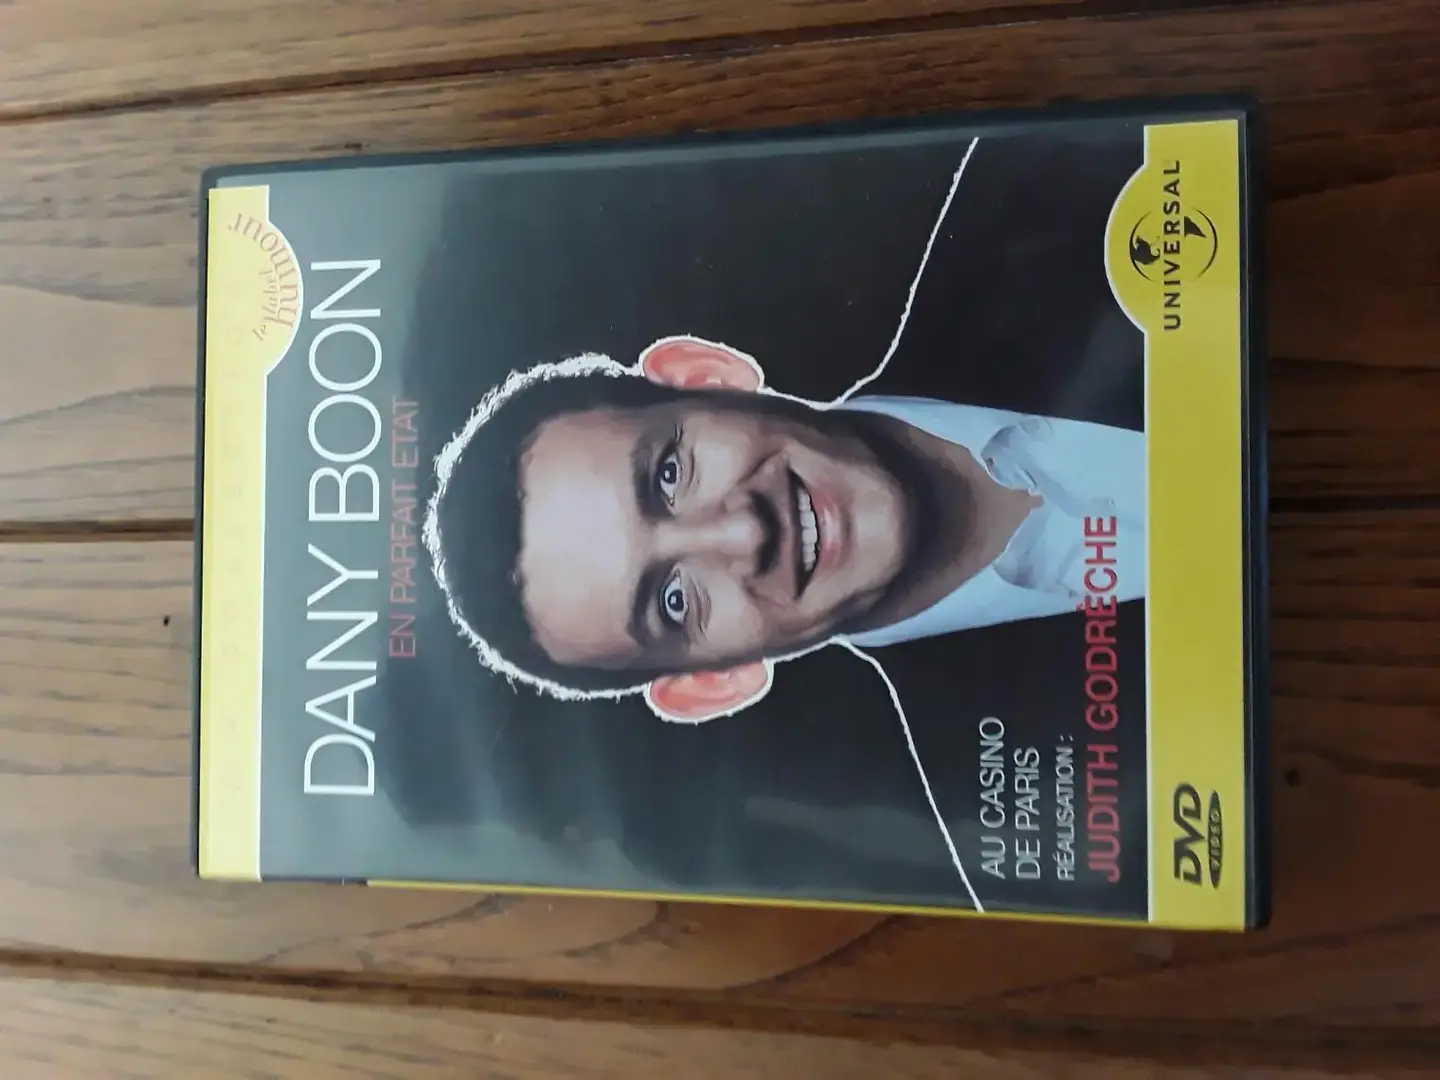 le label
humour
DANY BOON
EN PARFAIT ETAT
AU CASINO
DE PARIS
RÉALISATION :
JUDITH GODRÈCHE
DVD
VIDEO
UNIVERSAL